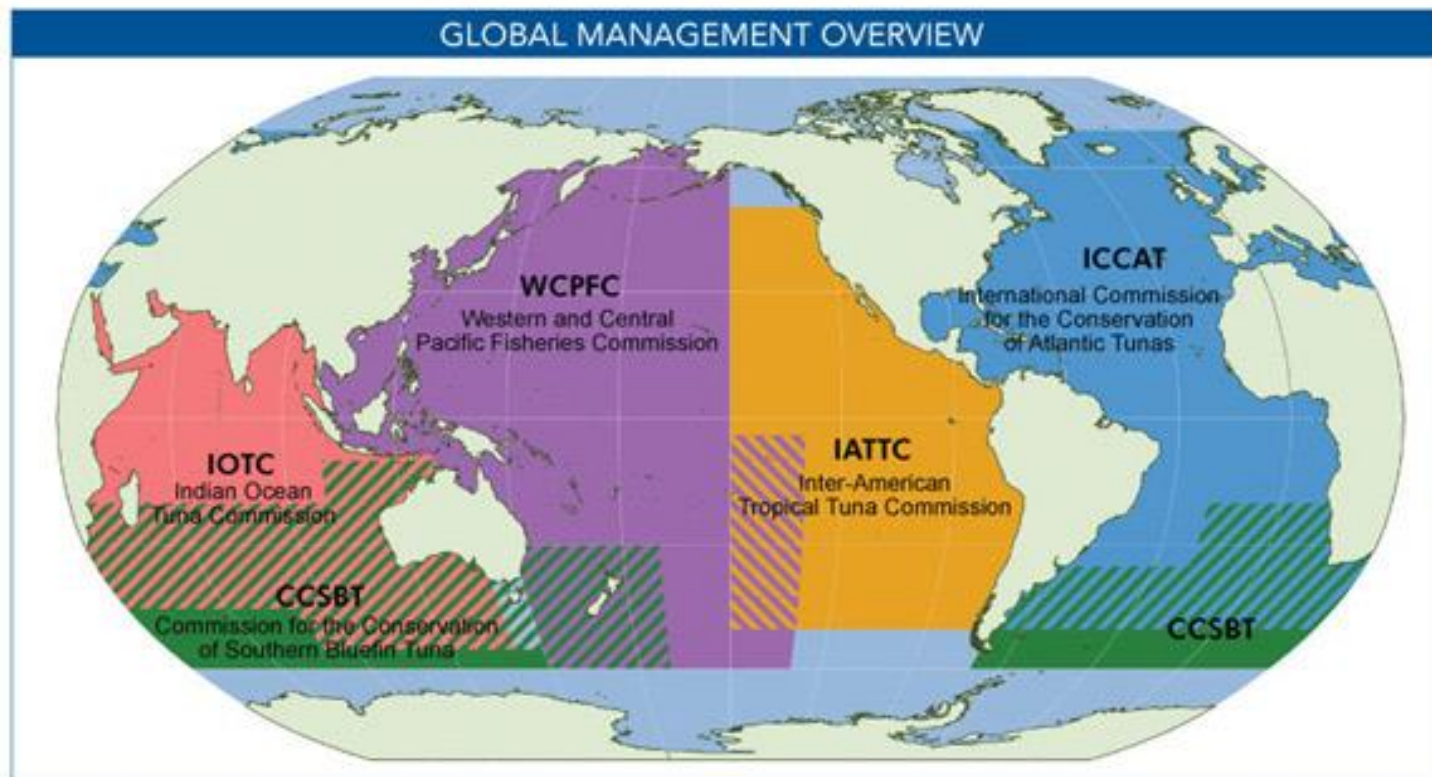 GLOBAL MANAGEMENT OVERVIEW
WCPFC
Western and Central
Pacific Fisheries Commission
ICCAT
International Commission
for the Conservation
of Atlantic Tunas
IOTC
Indian Ocean
Tuna Commission
IATTC
Inter-American
Tropical Tuna Commission
CCSBT
Commission for the Conservation
of Southern Bluefin Tuna
CCSBT